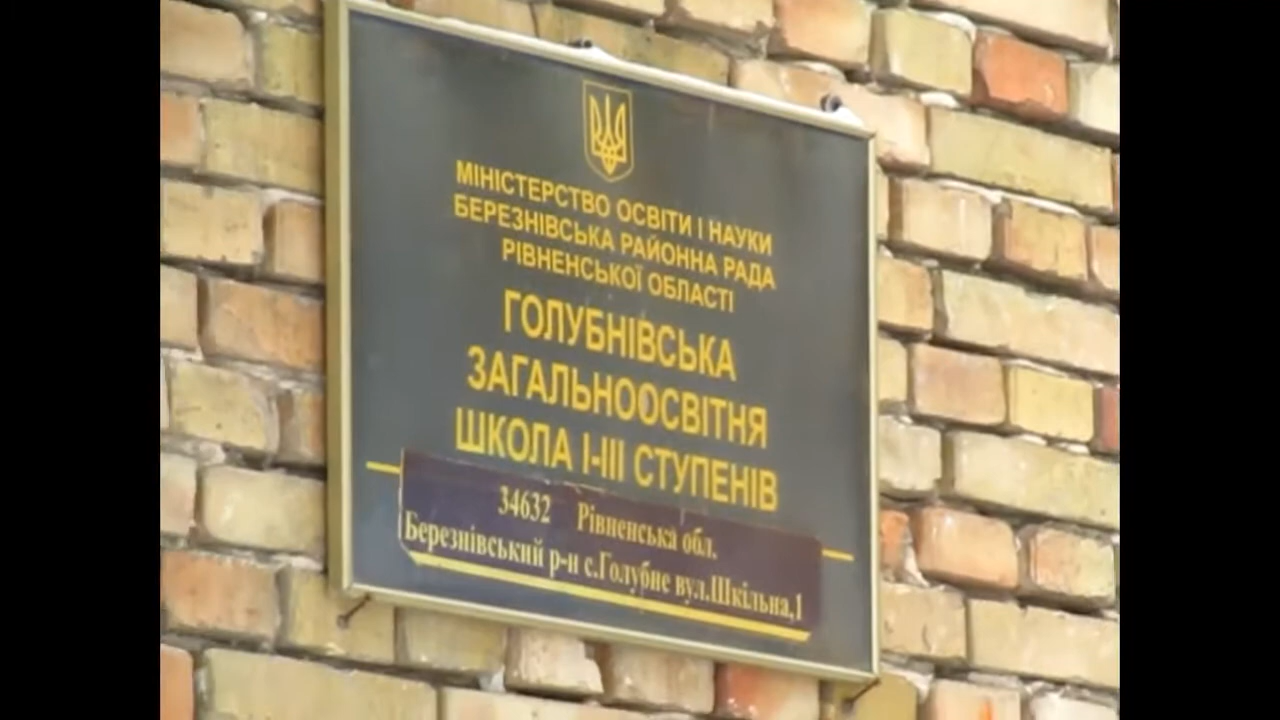 МІНІСТЕРСТВО ОСВІТИ І НАУКИ
БЕРЕЗНІВСЬКА РАЙОННА РАДА
РІВНЕНСЬКОЇ ОБЛАСТІ
ГОЛУБНІВСЬКА
ЗАГАЛЬНООСВІТНЯ
ШКОЛА І-ІІІ СТУПЕНІВ
34632 Рівненська обл.
Березнівський р-н с.Голубне вул.Шкільна,1